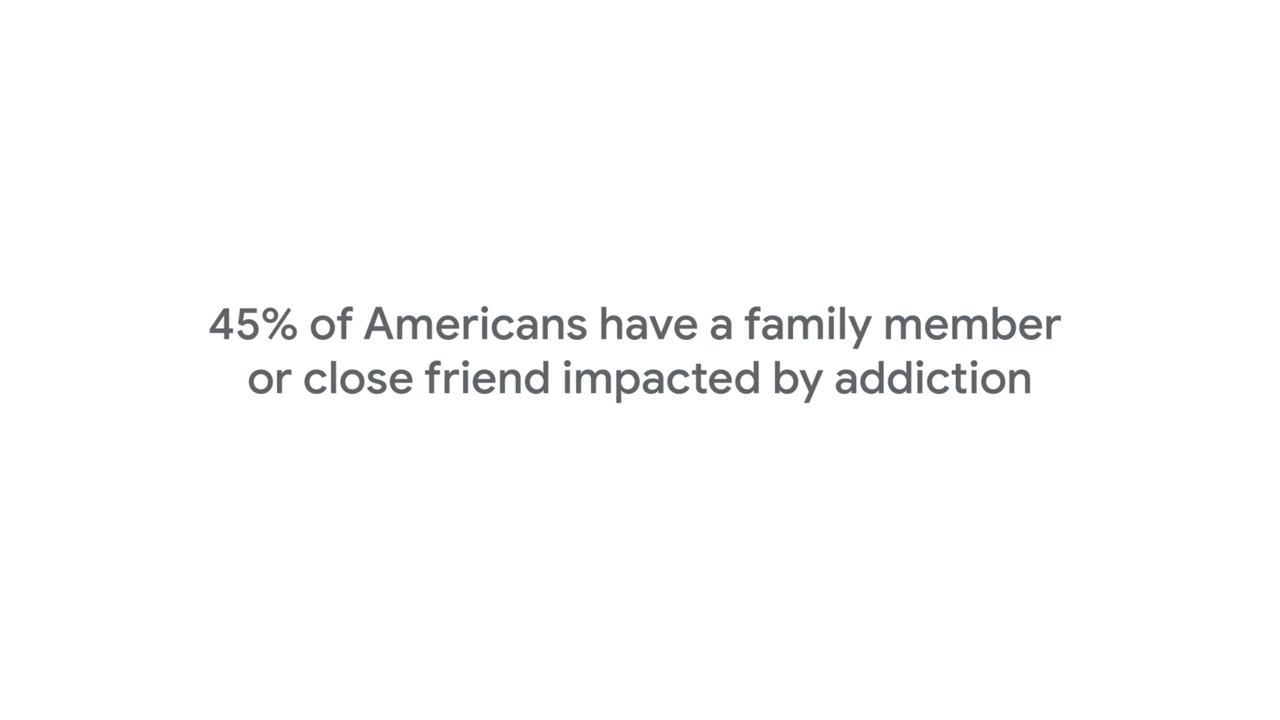 45% of Americans have a family member
or close friend impacted by addiction